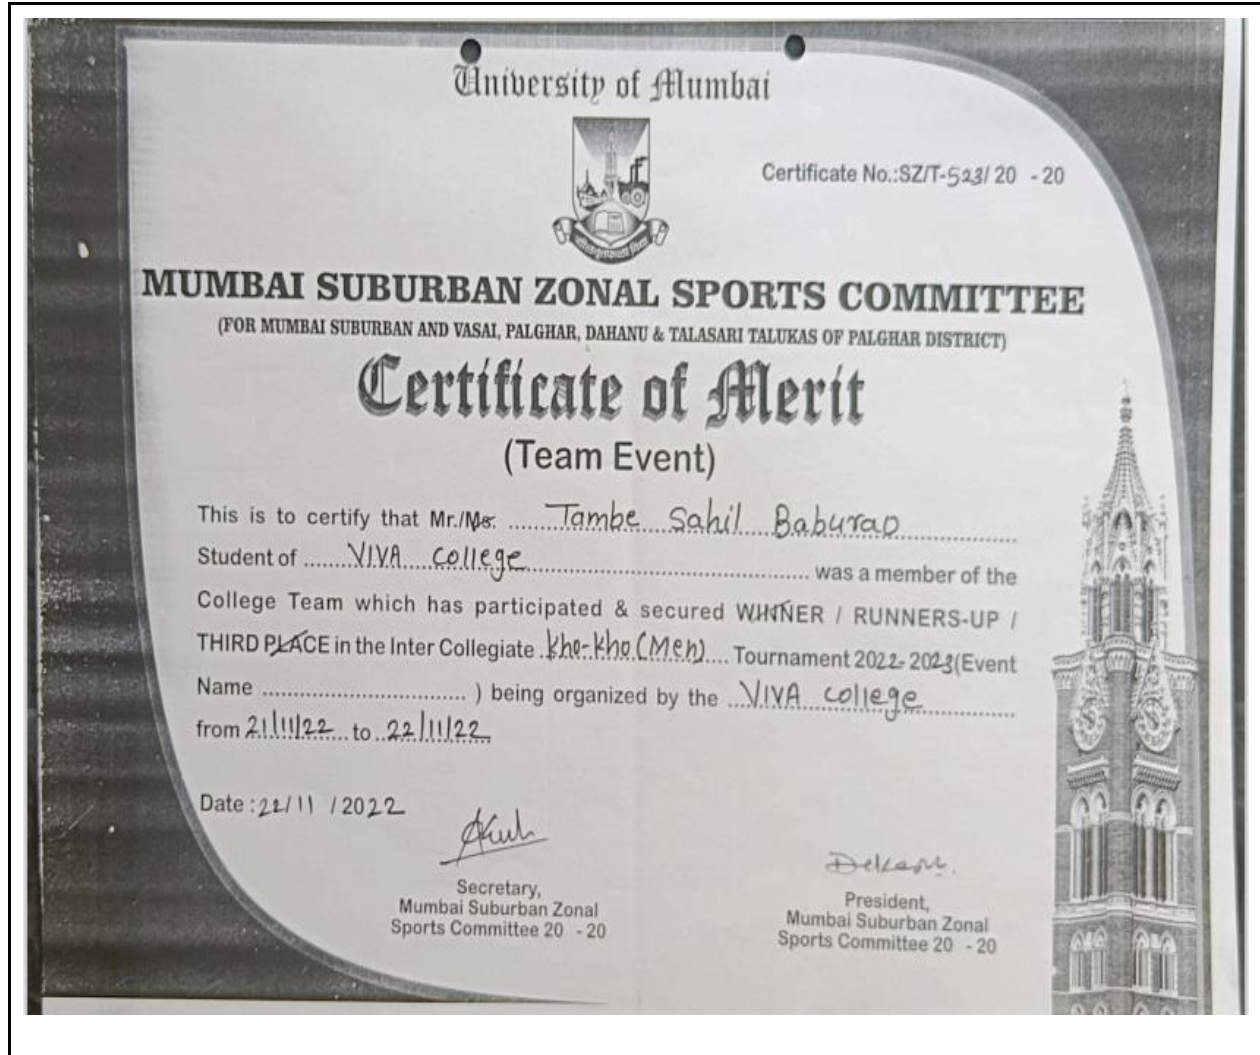 University of Mumbai
Certificate No.:SZ/T-523/20 - 20
MUMBAI SUBURBAN ZONAL SPORTS COMMITTEE
(FOR MUMBAI SUBURBAN AND VASAI, PALGHAR, DAHANU & TALASARI TALUKAS OF PALGHAR DISTRICT)
Certificate of Merit
(Team Event)
This is to certify that Mr./Ms. Tambe Sahil Baburao
Student of VIVA College was a member of the
College Team which has participated & secured WINNER / RUNNERS-UP /
THIRD PLACE in the Inter Collegiate Kho-Kho (Men) Tournament 2022-2023 (Event
Name .............................. ) being organized by the VIVA College
from 21/11/22 to 22/11/22
Date : 22/11/2022
Secretary,
Mumbai Suburban Zonal
Sports Committee 20 - 20
President,
Mumbai Suburban Zonal
Sports Committee 20 - 20